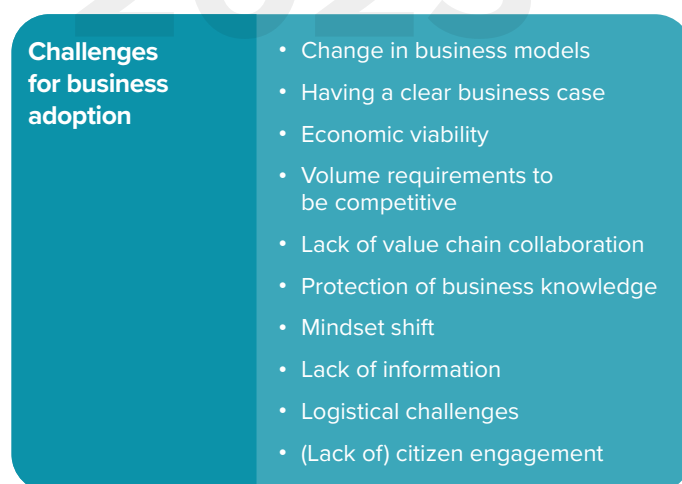 2023
Challenges
for business
adoption
• Change in business models
• Having a clear business case
• Economic viability
• Volume requirements to
be competitive
• Lack of value chain collaboration
• Protection of business knowledge
• Mindset shift
• Lack of information
• Logistical challenges
• (Lack of) citizen engagement